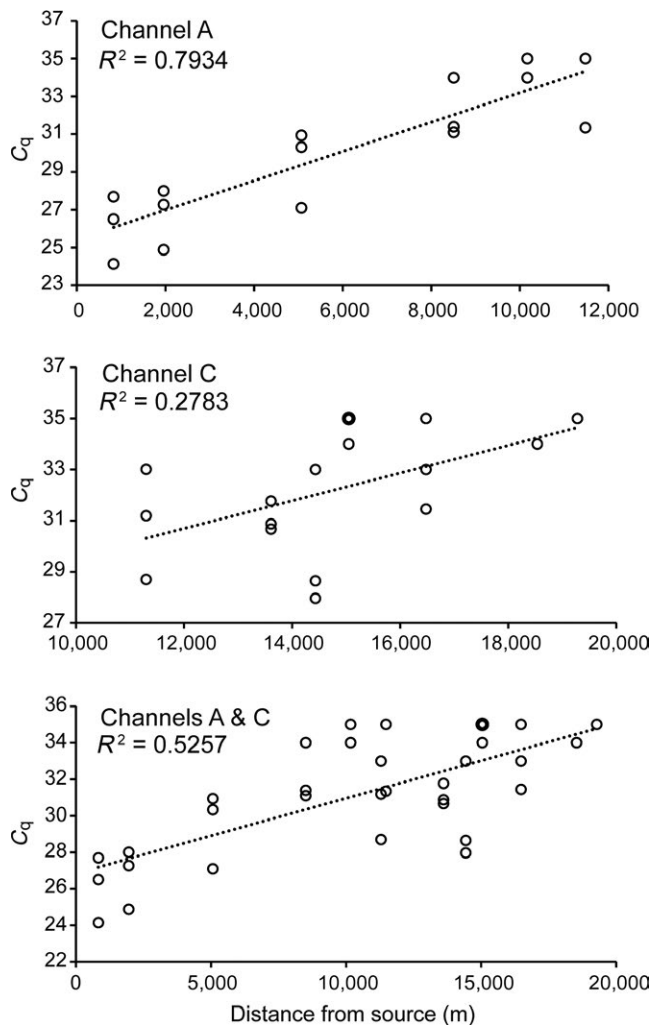 37
Channel A
35
R² = 0.7934
33
31
Cq
29
27
25
23
0 2,000 4,000 6,000 8,000 10,000 12,000
37
Channel C
35
R² = 0.2783
33
Cq
31
29
27
10,000 12,000 14,000 16,000 18,000 20,000
36
Channels A & C
34
R² = 0.5257
32
30
Cq
28
26
24
22
0 5,000 10,000 15,000 20,000
Distance from source (m)